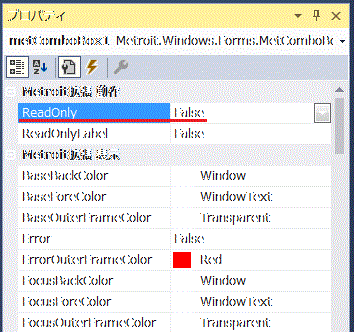 プロパティ
metComboBox1 Metroit.Windows.Forms.MetComboBo
Metroit拡張 動作
ReadOnly False
ReadOnlyLabel False
Metroit拡張 表示
BaseBackColor Window
BaseForeColor WindowText
BaseOuterFrameColor Transparent
Error False
ErrorOuterFrameColor Red
FocusBackColor Window
FocusForeColor WindowText
FocusOuterFrameColor Transparent